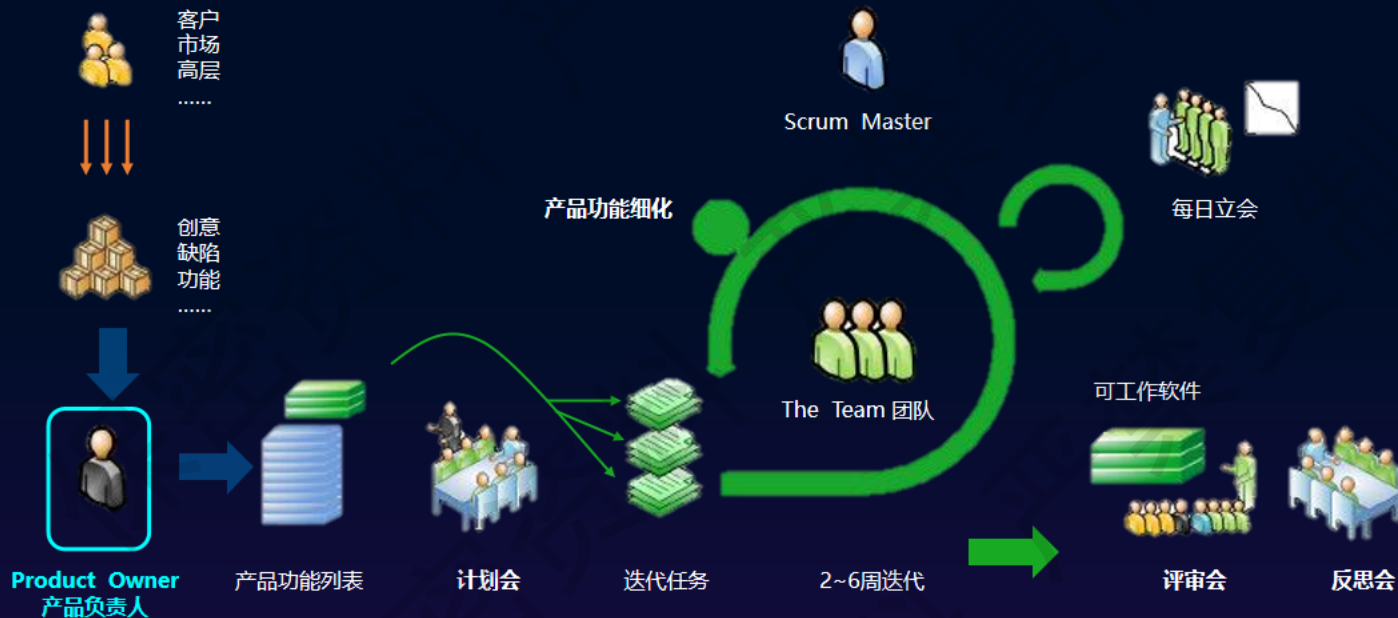 客户
市场
高层
......
创意
缺陷
功能
......
Product Owner
产品负责人
产品功能列表
计划会
迭代任务
产品功能细化
Scrum Master
The Team 团队
2~6周迭代
每日立会
可工作软件
评审会
反思会